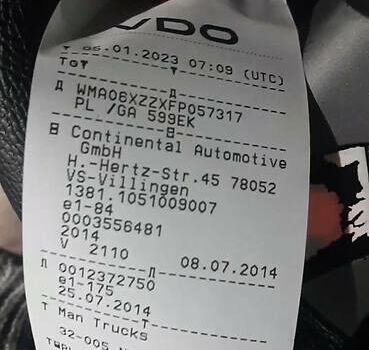 VDO
▼ 06.01.2023 07:09 (UTC)
T⊙▼ ▼
A WMA06XZZXFP057317
PL /GA 599EK
B Continental Automotive
GmbH
H.-Hertz-Str.45 78052
VS-Villingen
1381.1051009007
e1-84
0003556481
2014
V 2110 08.07.2014
Л 0012372750
e1-175
25.07.2014
T Man Trucks
32-005